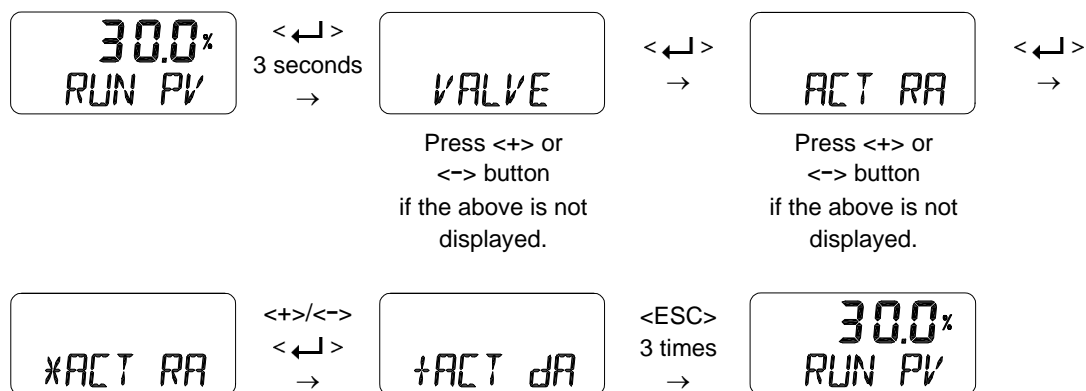 30.0%
RUN PV
< ↵ >
3 seconds
→
VALVE
Press <+> or
<-> button
if the above is not
displayed.
< ↵ >
→
ACT RA
Press <+> or
<-> button
if the above is not
displayed.
< ↵ >
→
*ACT RA
<+>/<->
< ↵ >
→
+ACT dA
<ESC>
3 times
→
30.0%
RUN PV